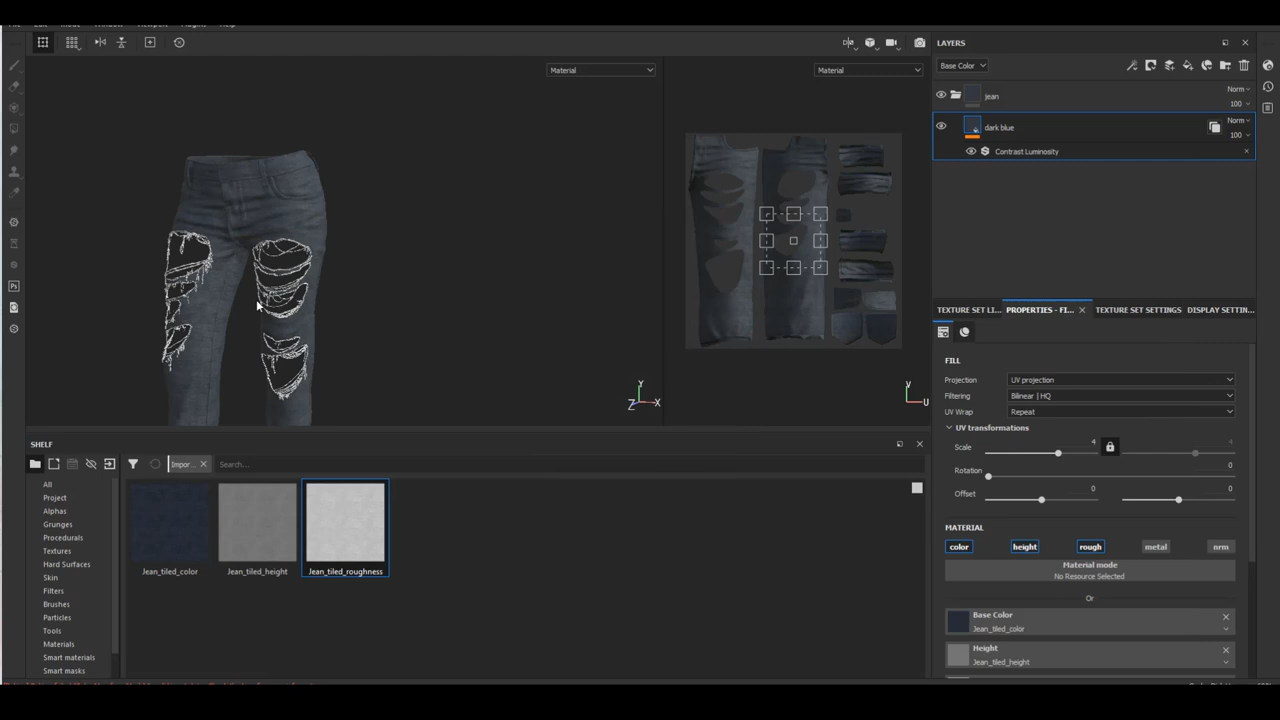 Material
Material
Y
Z
X
V
U
LAYERS
Base Color
jean
Norm
100
dark blue
Norm
100
Contrast Luminosity
TEXTURE SET LI...
PROPERTIES - FI...
TEXTURE SET SETTINGS
DISPLAY SETTIN...
FILL
Projection
UV projection
Filtering
Bilinear | HQ
UV Wrap
Repeat
UV transformations
Scale
4
4
Rotation
0
Offset
0
0
MATERIAL
color
height
rough
metal
nrm
Material mode
No Resource Selected
Or
Base Color
Jean_tiled_color
Height
Jean_tiled_height
SHELF
Impor...
Search...
All
Project
Alphas
Grunges
Procedurals
Textures
Hard Surfaces
Skin
Filters
Brushes
Particles
Tools
Materials
Smart materials
Smart masks
Jean_tiled_color
Jean_tiled_height
Jean_tiled_roughness
Ps